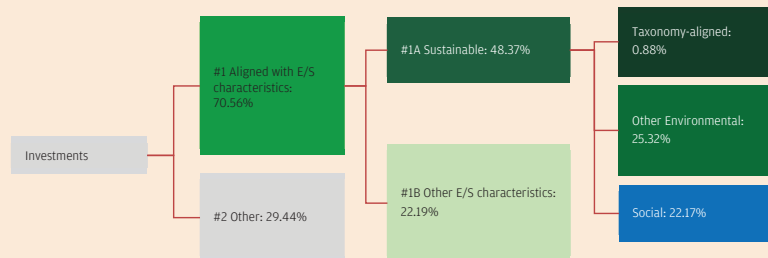 Investments
#1 Aligned with E/S
characteristics:
70.56%
#2 Other: 29.44%
#1A Sustainable: 48.37%
#1B Other E/S characteristics:
22.19%
Taxonomy-aligned:
0.88%
Other Environmental:
25.32%
Social: 22.17%